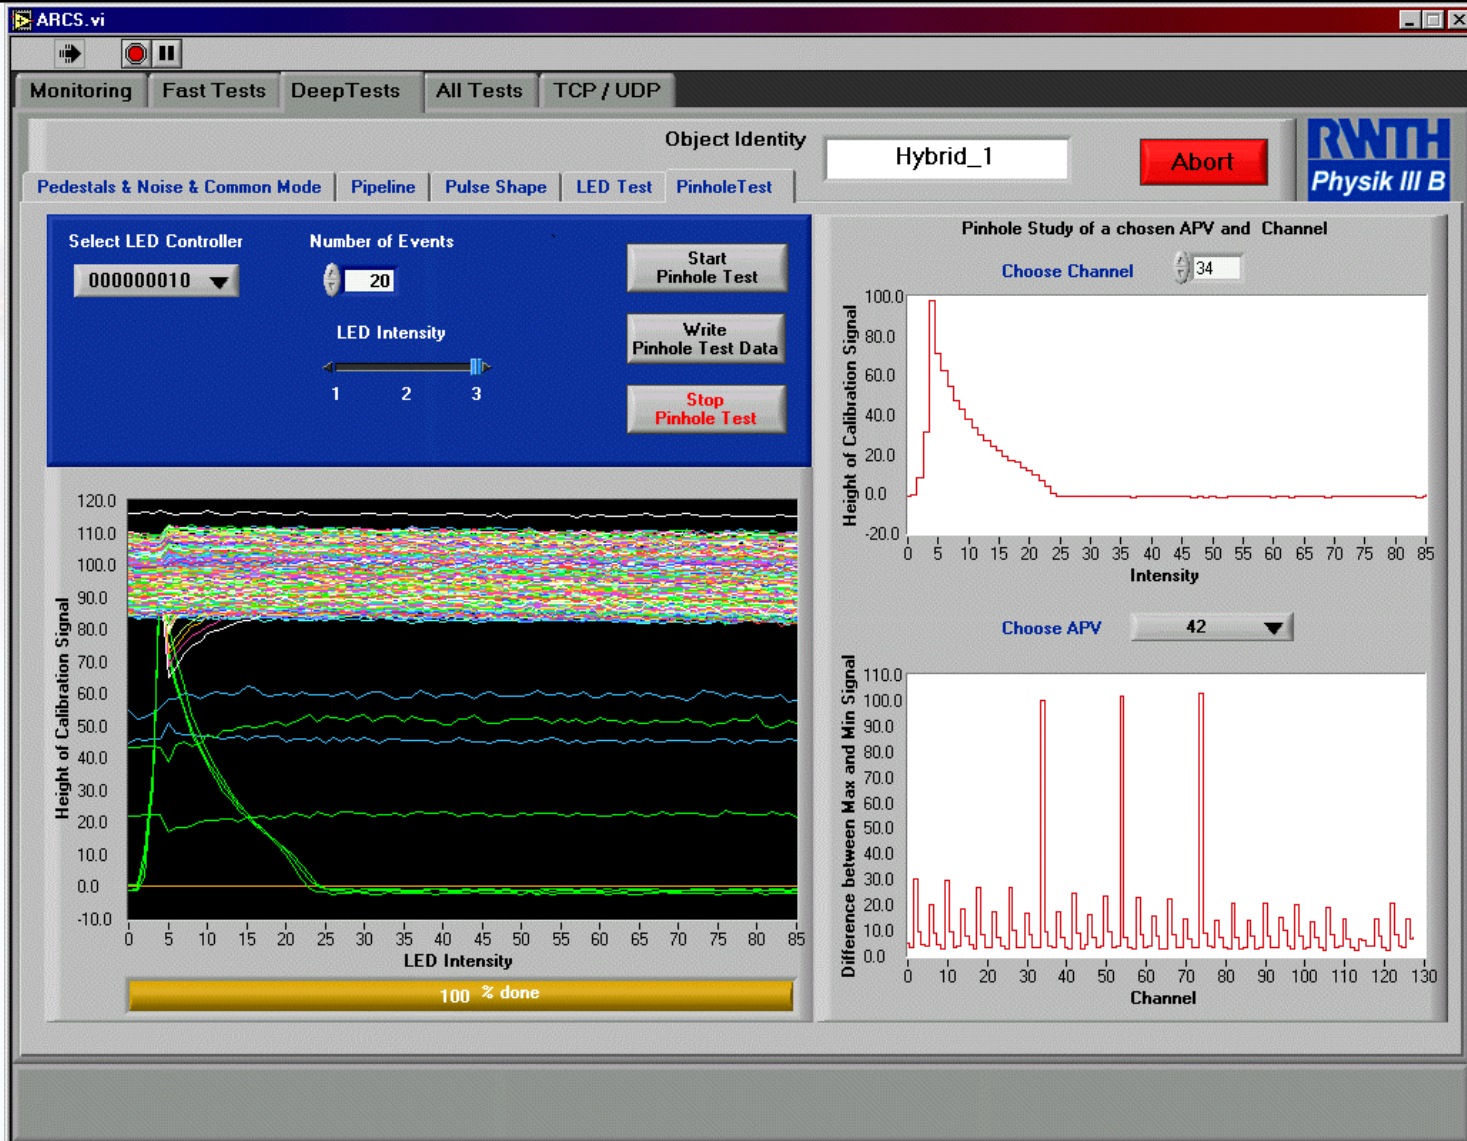 ARCS.vi
Monitoring Fast Tests DeepTests All Tests TCP / UDP
Object Identity Hybrid_1 Abort
RWTH
Physik III B
Pedestals & Noise & Common Mode Pipeline Pulse Shape LED Test PinholeTest
Select LED Controller Number of Events
000000010 20
Start
Pinhole Test
LED Intensity
1 2 3
Write
Pinhole Test Data
Stop
Pinhole Test
120.0
110.0
100.0
90.0
80.0
70.0
60.0
50.0
40.0
30.0
20.0
10.0
0.0
-10.0
Height of Calibration Signal
0 5 10 15 20 25 30 35 40 45 50 55 60 65 70 75 80 85
LED Intensity
100 % done
Pinhole Study of a chosen APV and Channel
Choose Channel 34
100.0
80.0
60.0
40.0
20.0
0.0
-20.0
Height of Calibration Signal
0 5 10 15 20 25 30 35 40 45 50 55 60 65 70 75 80 85
Intensity
Choose APV 42
110.0
100.0
90.0
80.0
70.0
60.0
50.0
40.0
30.0
20.0
10.0
0.0
Difference between Max and Min Signal
0 10 20 30 40 50 60 70 80 90 100 110 120 130
Channel